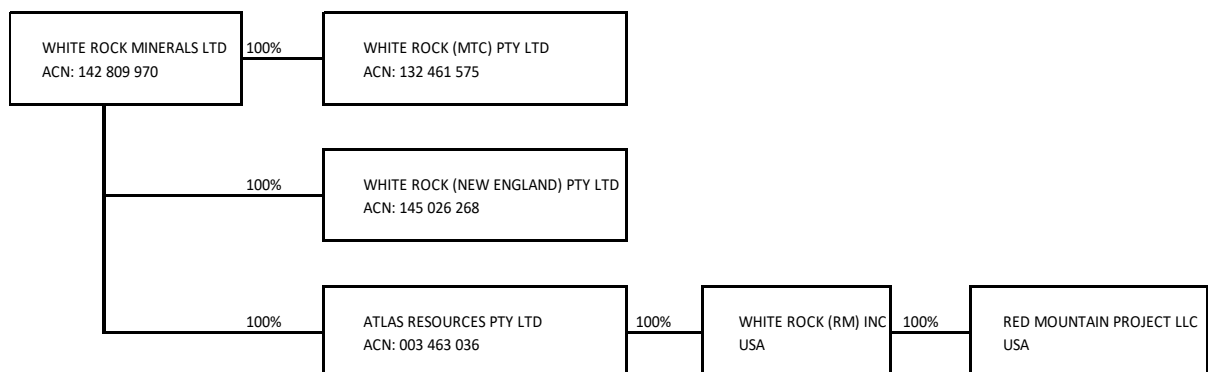 WHITE ROCK MINERALS LTD
ACN: 142 809 970
100%
WHITE ROCK (MTC) PTY LTD
ACN: 132 461 575
100%
WHITE ROCK (NEW ENGLAND) PTY LTD
ACN: 145 026 268
100%
ATLAS RESOURCES PTY LTD
ACN: 003 463 036
100%
WHITE ROCK (RM) INC
USA
100%
RED MOUNTAIN PROJECT LLC
USA